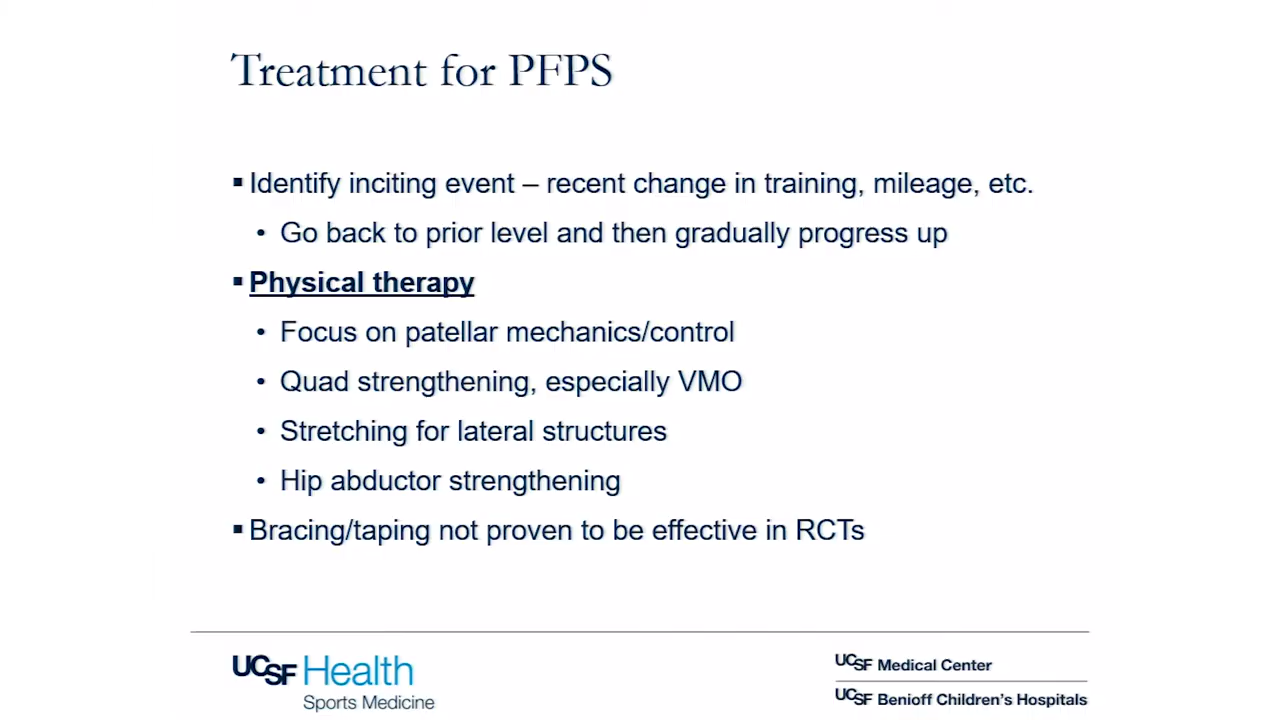 Treatment for PFPS
▪ Identify inciting event – recent change in training, mileage, etc.
• Go back to prior level and then gradually progress up
▪ Physical therapy
• Focus on patellar mechanics/control
• Quad strengthening, especially VMO
• Stretching for lateral structures
• Hip abductor strengthening
▪ Bracing/taping not proven to be effective in RCTs
UCSF Health
Sports Medicine
UCSF Medical Center
UCSF Benioff Children's Hospitals